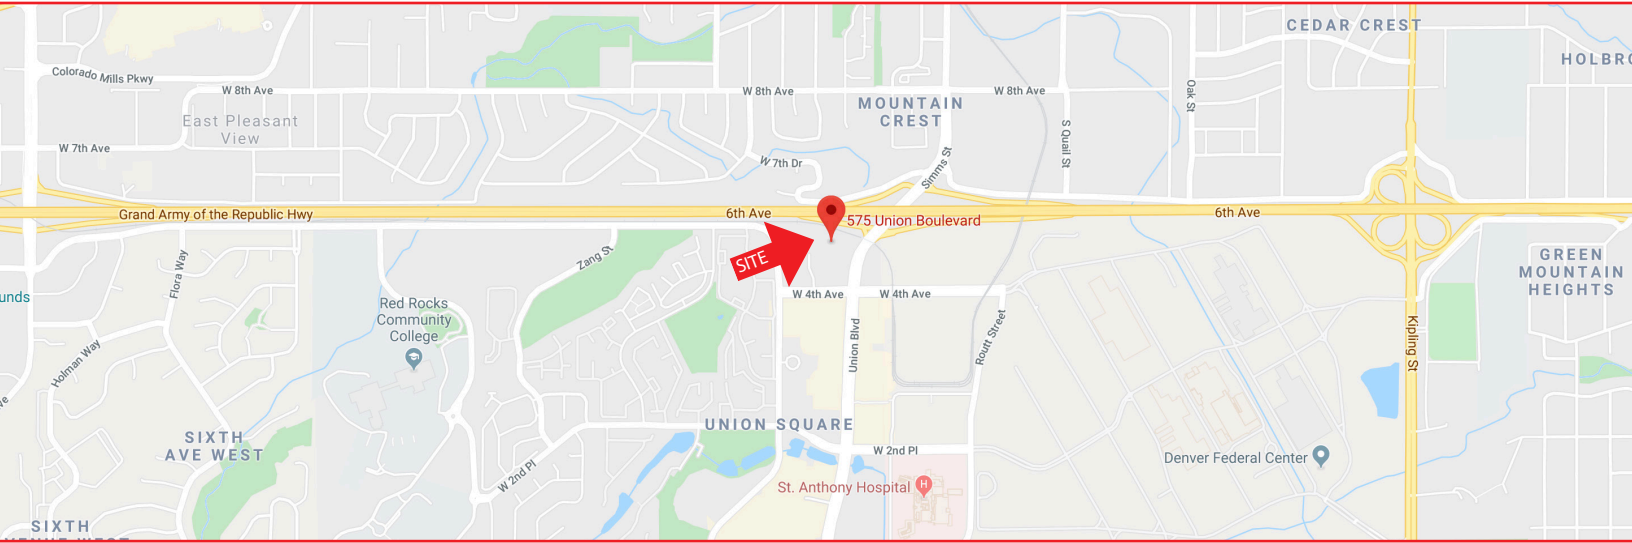 CEDAR CREST
HOLBRO
Colorado Mills Pkwy
W 8th Ave
W 8th Ave
W 8th Ave
Oak St
MOUNTAIN
CREST
East Pleasant
View
S Quail St
W 7th Ave
W 7th Dr
Simms St
Grand Army of the Republic Hwy
6th Ave
575 Union Boulevard
6th Ave
SITE
Zang St
Flora Way
GREEN
MOUNTAIN
HEIGHTS
unds
W 4th Ave
W 4th Ave
Red Rocks
Community
College
Union Blvd
Routt Street
Kipling St
Holman Way
ve
UNION SQUARE
SIXTH
AVE WEST
W 2nd Pl
W 2nd Pl
Denver Federal Center
St. Anthony Hospital
H
SIXTH